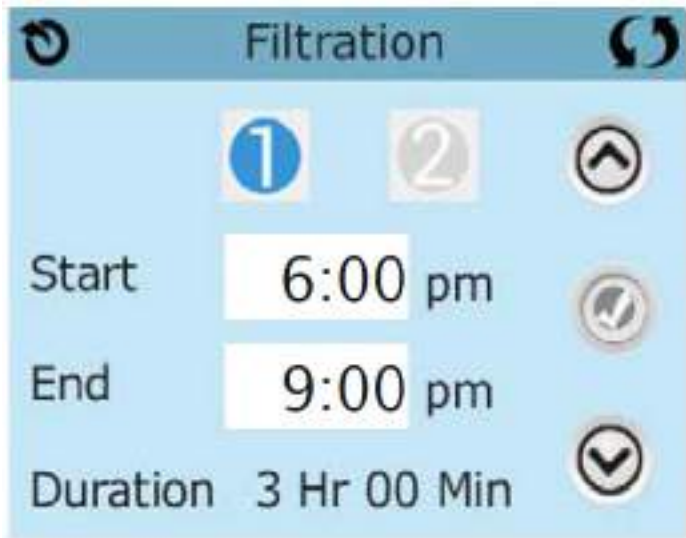 Filtration
1 2
Start 6:00 pm
End 9:00 pm
Duration 3 Hr 00 Min